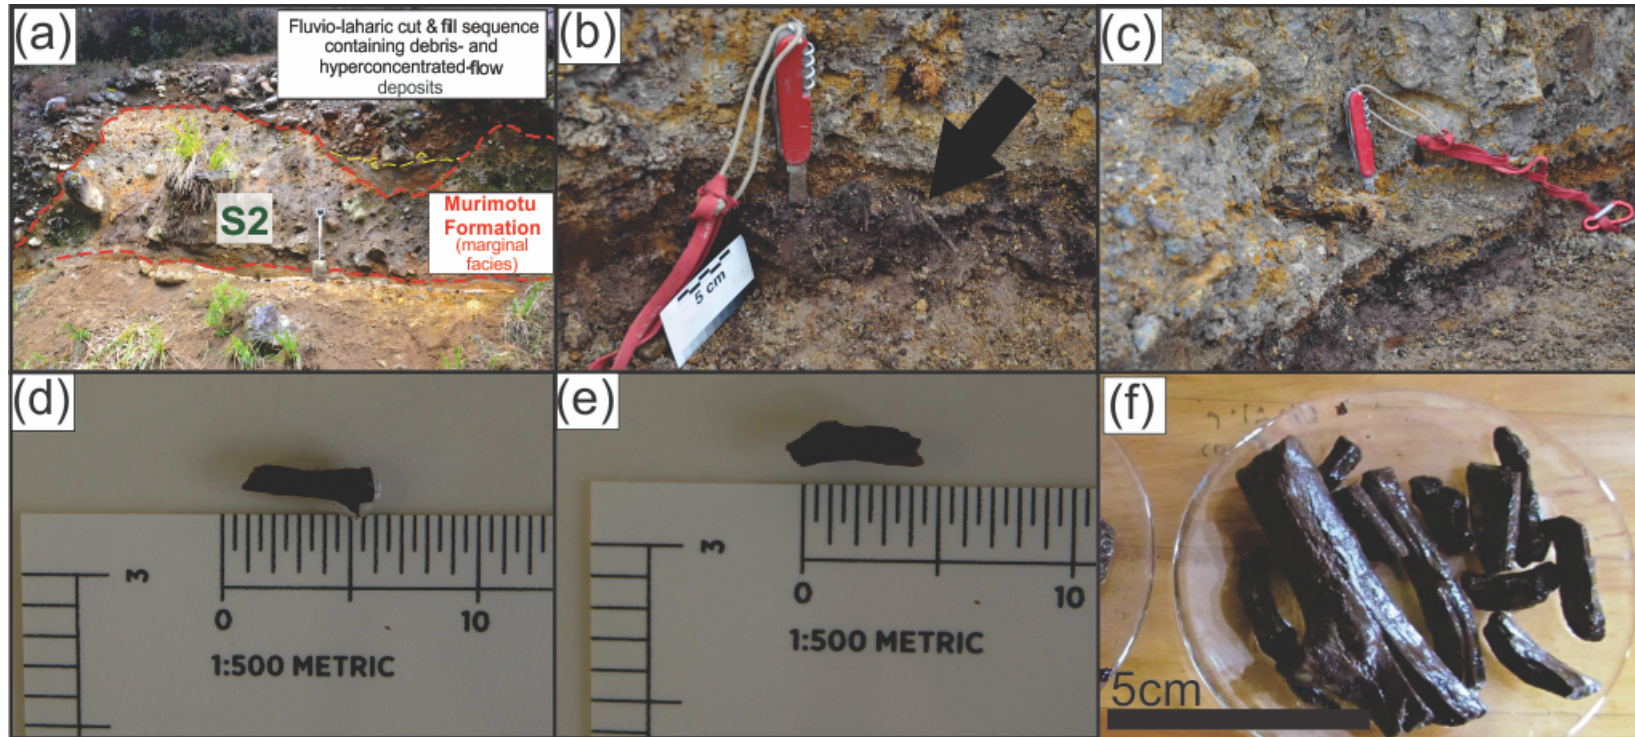 (a)
Fluvio-laharic cut & fill sequence
containing debris- and
hyperconcentrated-flow
deposits
S2
Murimotu
Formation
(marginal
facies)
(b)
5 cm
(c)
(d)
3
0
10
1:500 METRIC
(e)
3
0
10
1:500 METRIC
(f)
5cm